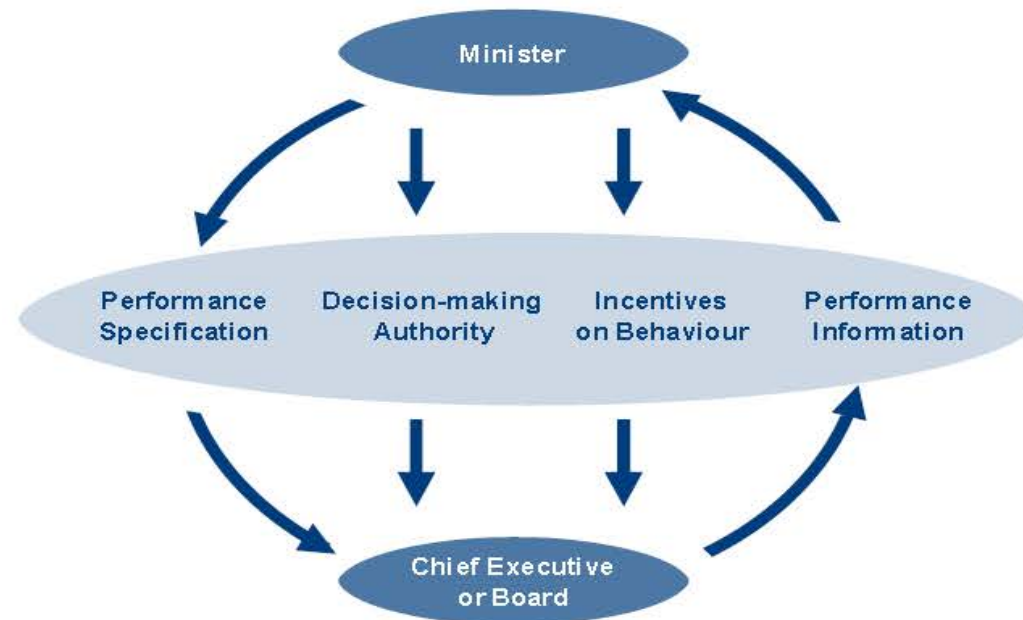 Minister
Performance
Specification
Decision-making
Authority
Incentives
on Behaviour
Performance
Information
Chief Executive
or Board